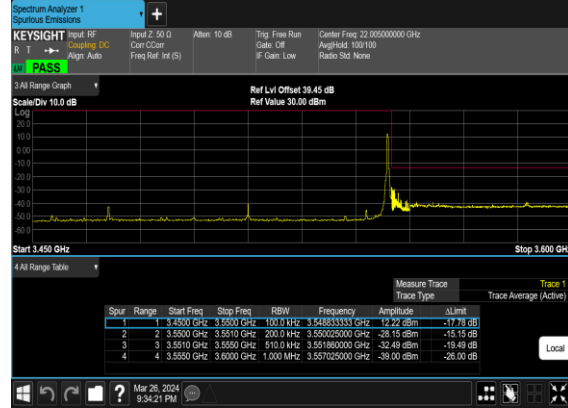 Spectrum Analyzer 1
Spurious Emissions
KEYSIGHT Input: RF Input Z: 50 Ω Atten: 10 dB Trig: Free Run Center Freq: 22.005000000 GHz
R T Coupling: DC Corr CCorr Gate: Off Avg|Hold: 100/100
Align: Auto Freq Ref: Int (S) IF Gain: Low Radio Std: None
PASS
3 All Range Graph Ref Lvl Offset 39.45 dB
Scale/Div 10.0 dB Ref Value 30.00 dBm
Log
20.0
10.0
0.00
-10.0
-20.0
-30.0
-40.0
-50.0
-60.0
Start 3.450 GHz Stop 3.600 GH
4 All Range Table
Measure Trace Trace 1
Trace Type Trace Average (Active)
Spur Range Start Freq Stop Freq RBW Frequency Amplitude ΔLimit
1 1 3.4500 GHz 3.5500 GHz 100.0 kHz 3.548833333 GHz 12.22 dBm -17.78 dB
2 2 3.5500 GHz 3.5510 GHz 200.0 kHz 3.550025000 GHz -28.15 dBm -15.15 dB
3 3 3.5510 GHz 3.5550 GHz 510.0 kHz 3.551860000 GHz -32.49 dBm -19.49 dB
4 4 3.5550 GHz 3.6000 GHz 1.000 MHz 3.557025000 GHz -39.00 dBm -26.00 dB
Local
? Mar 26, 2024
9:34:21 PM